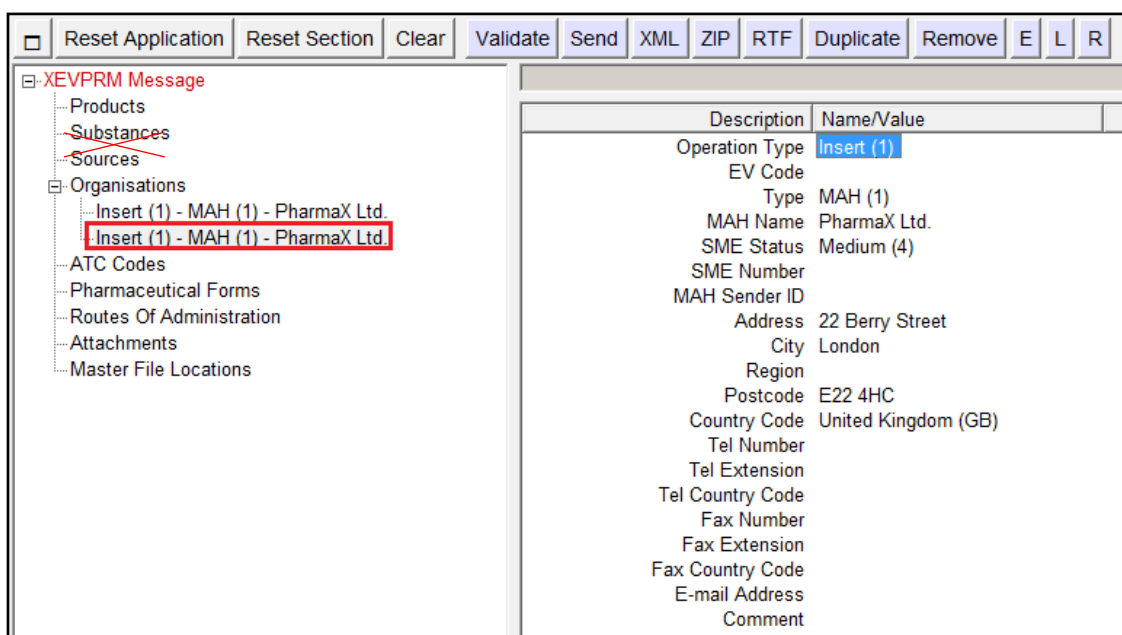 Reset Application Reset Section Clear Validate Send XML ZIP RTF Duplicate Remove E L R
XEVPRM Message
Products
Substances
Sources
Organisations
Insert (1) - MAH (1) - PharmaX Ltd.
Insert (1) - MAH (1) - PharmaX Ltd.
ATC Codes
Pharmaceutical Forms
Routes Of Administration
Attachments
Master File Locations
Description Name/Value
Operation Type Insert (1)
EV Code
Type MAH (1)
MAH Name PharmaX Ltd.
SME Status Medium (4)
SME Number
MAH Sender ID
Address 22 Berry Street
City London
Region
Postcode E22 4HC
Country Code United Kingdom (GB)
Tel Number
Tel Extension
Tel Country Code
Fax Number
Fax Extension
Fax Country Code
E-mail Address
Comment